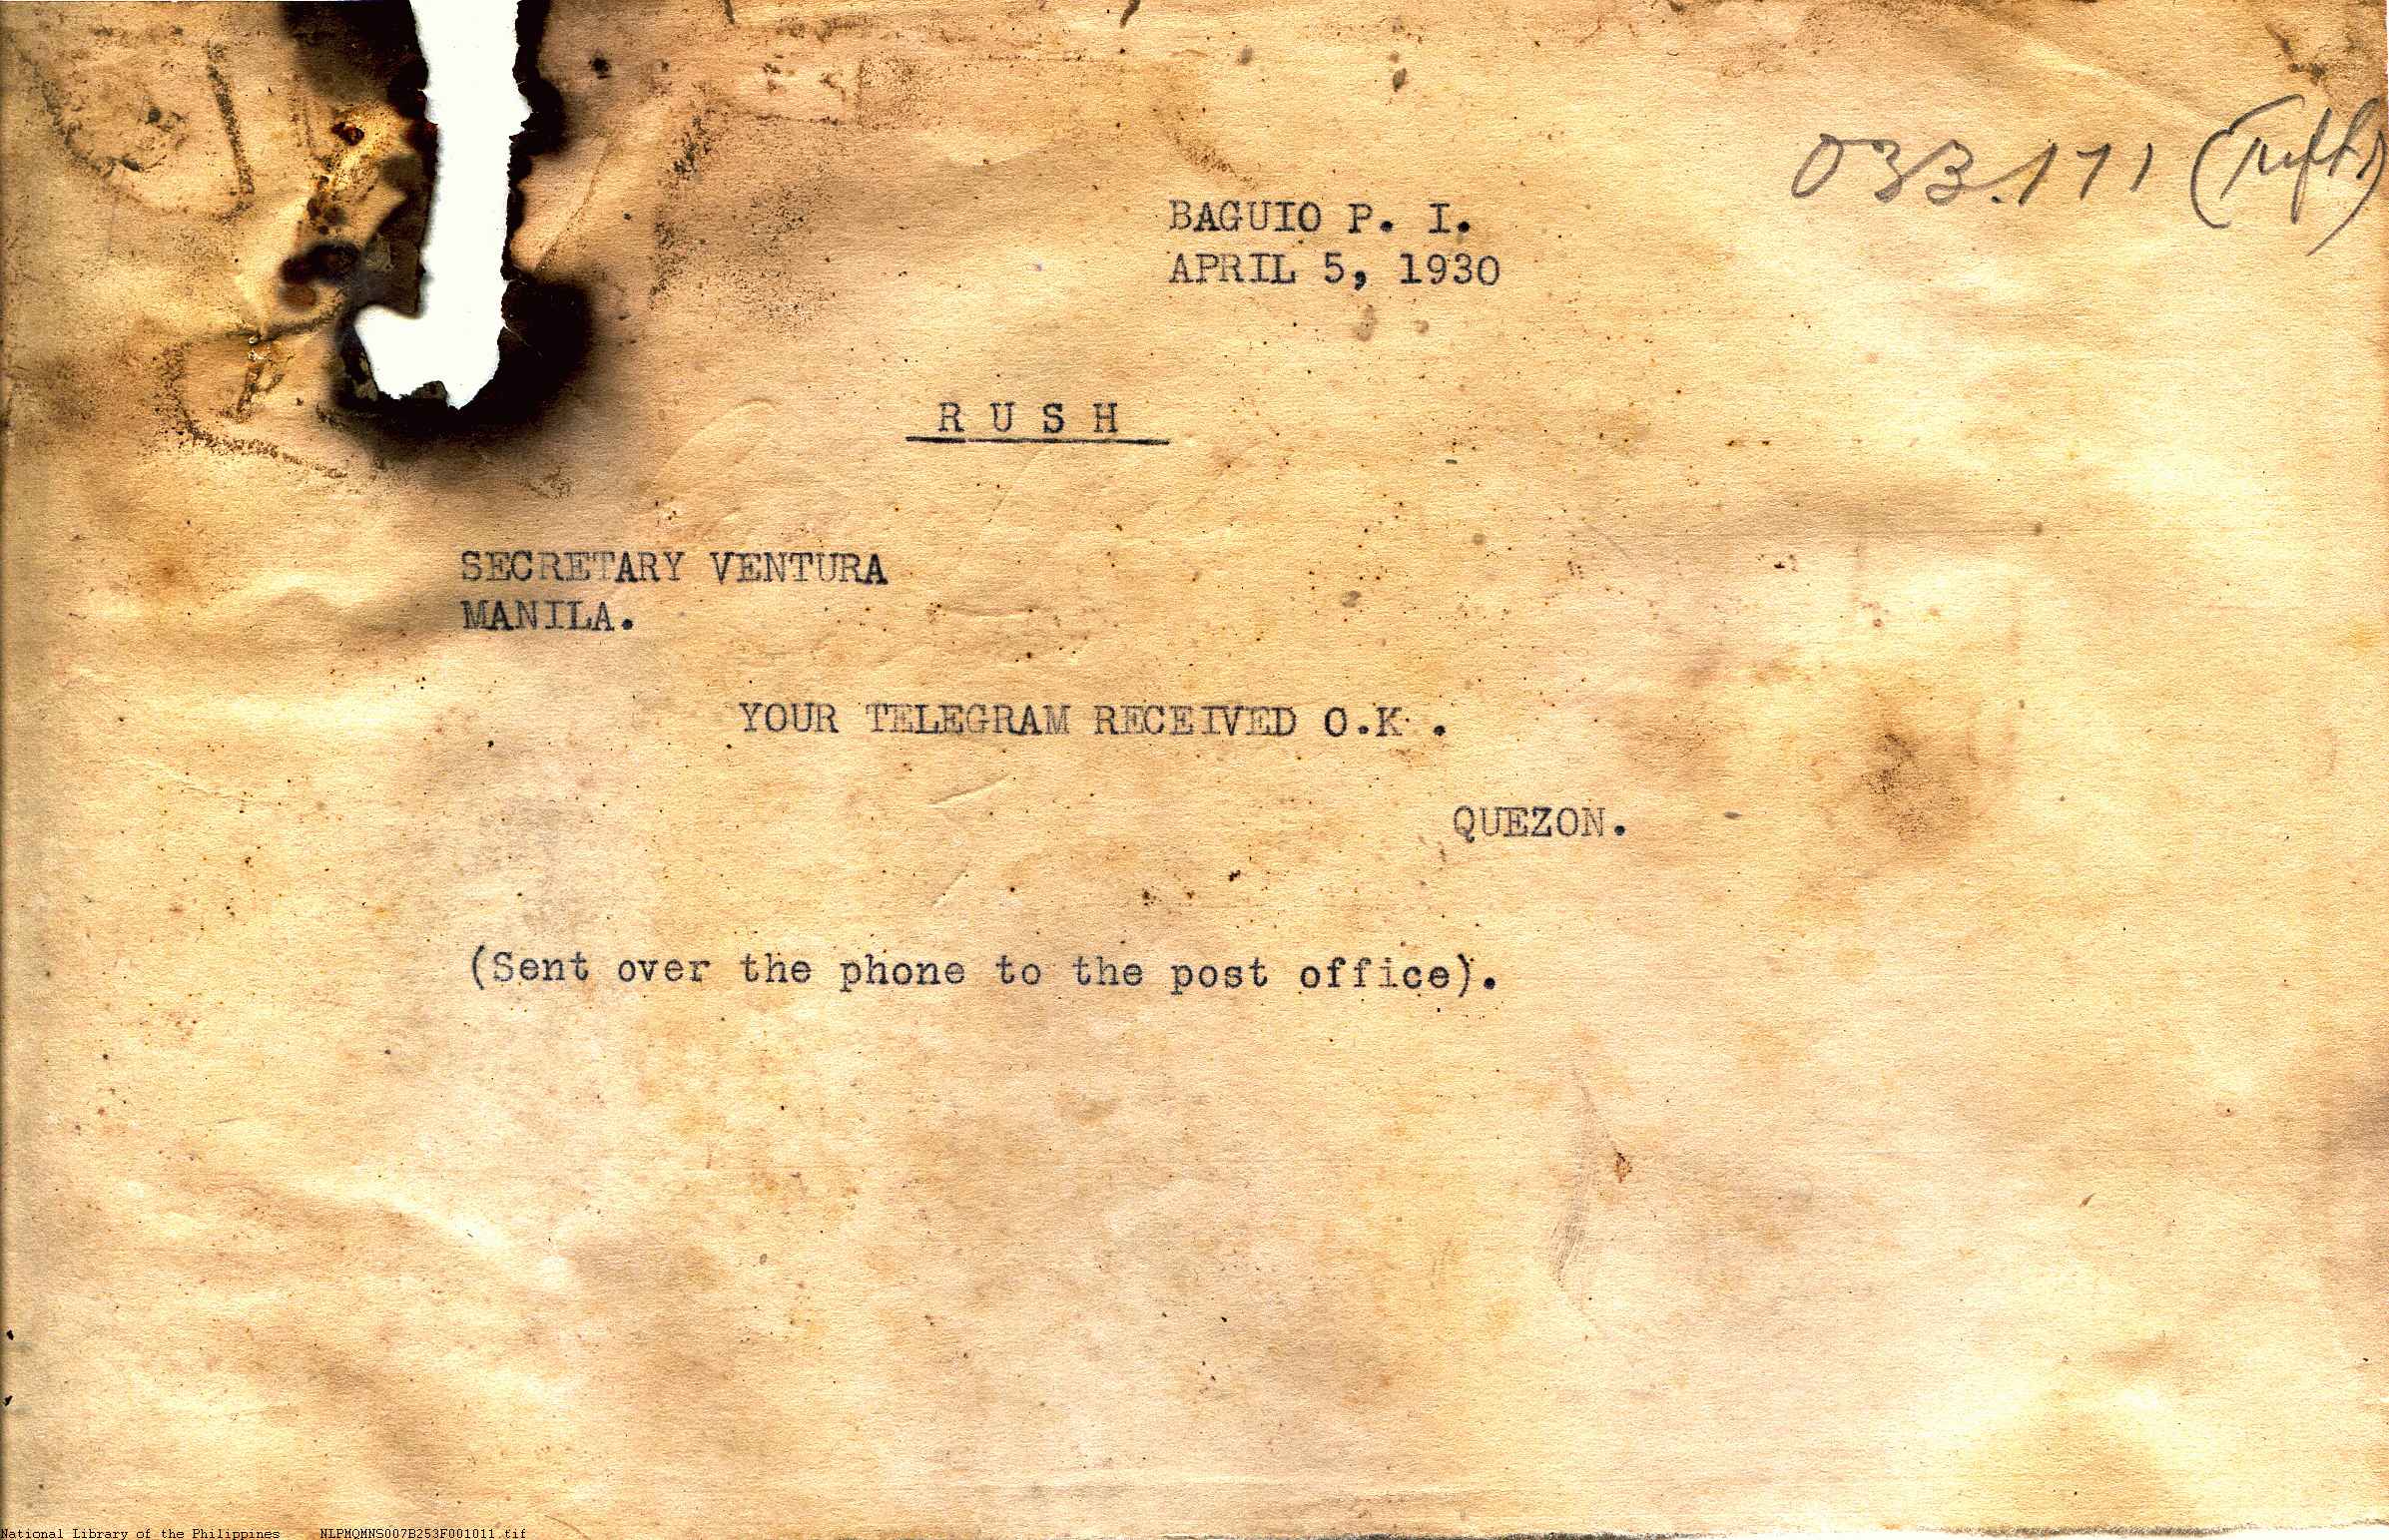 033.171
BAGUIO P. I.
APRIL 5, 1930
R U S H
SECRETARY VENTURA
MANILA.
YOUR TELEGRAM RECEIVED O.K .
QUEZON.
(Sent over the phone to the post office).
National Library of the Philippines NLPMQMNS007B253F001011.tif